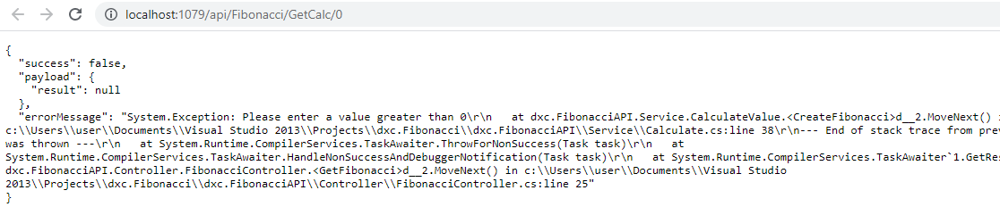 localhost:1079/api/Fibonacci/GetCalc/0
{
"success": false,
"payload": {
"result": null
},
"errorMessage": "System.Exception: Please enter a value greater than 0\r\n   at dxc.FibonacciAPI.Service.CalculateValue.<CreateFibonacci>d__2.MoveNext()
c:\\Users\\user\\Documents\\Visual Studio 2013\\Projects\\dxc.Fibonacci\\dxc.FibonacciAPI\\Service\\Calculate.cs:line 38\r\n--- End of stack trace from
was thrown ---\r\n   at System.Runtime.CompilerServices.TaskAwaiter.ThrowForNonSuccess(Task task)\r\n   at
System.Runtime.CompilerServices.TaskAwaiter.HandleNonSuccessAndDebuggerNotification(Task task)\r\n   at System.Runtime.CompilerServices.TaskAwaiter`1.GetRes
dxc.FibonacciAPI.Controller.FibonacciController.<GetFibonacci>d__2.MoveNext() in c:\\Users\\user\\Documents\\Visual Studio
2013\\Projects\\dxc.Fibonacci\\dxc.FibonacciAPI\\Controller\\FibonacciController.cs:line 25"
}